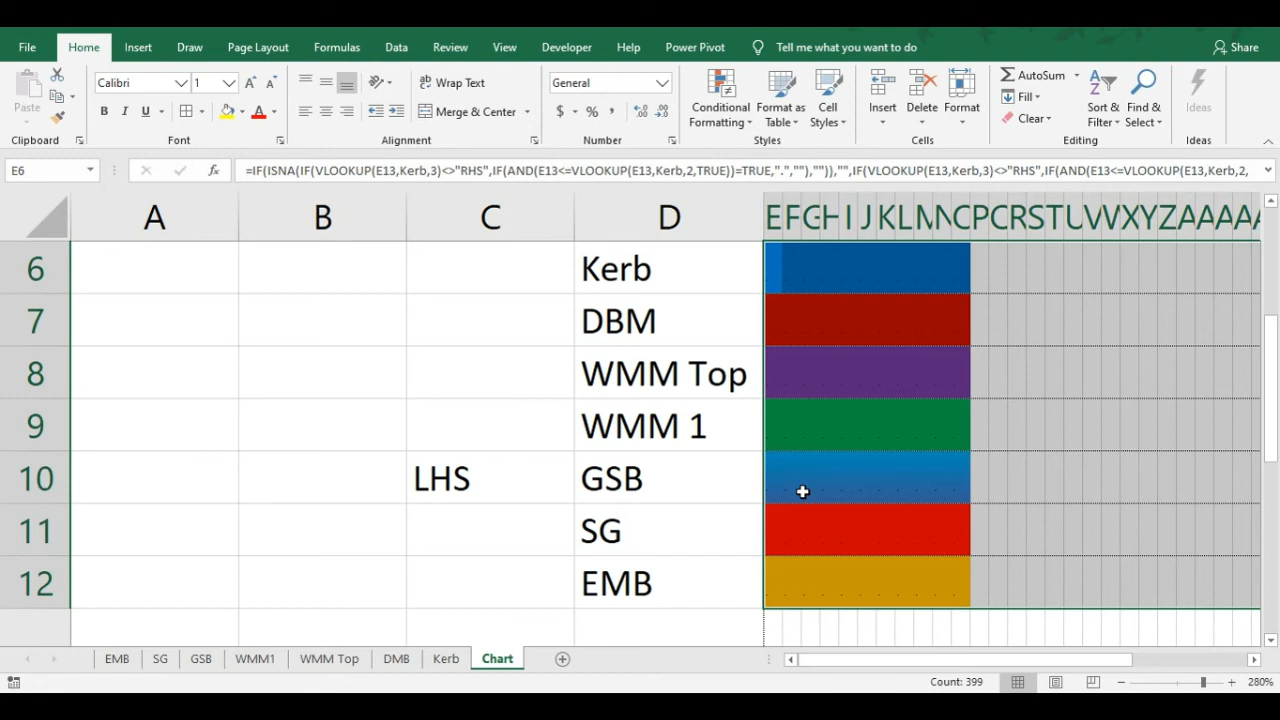 File Home Insert Draw Page Layout Formulas Data Review View Developer Help Power Pivot Tell me what you want to do Share
Calibri 1 A A Wrap Text General AutoSum
Paste B I U A Merge & Center $ % , Conditional Formatting Format as Table Cell Styles Insert Delete Format Fill Clear Sort & Filter Find & Select Ideas
Clipboard Font Alignment Number Styles Cells Editing Ideas
E6 fx =IF(ISNA(IF(VLOOKUP(E13,Kerb,3)<>"RHS",IF(AND(E13<=VLOOKUP(E13,Kerb,2,TRUE))=TRUE,".",""),"")),"",IF(VLOOKUP(E13,Kerb,3)<>"RHS",IF(AND(E13<=VLOOKUP(E13,Kerb,2,
A B C D E F G H I J K L M N C P C R S T U V W X Y Z A A A A A
6 Kerb
7 DBM
8 WMM Top
9 WMM 1
10 LHS GSB
11 SG
12 EMB
EMB SG GSB WMM1 WMM Top DMB Kerb Chart
Count: 399 280%